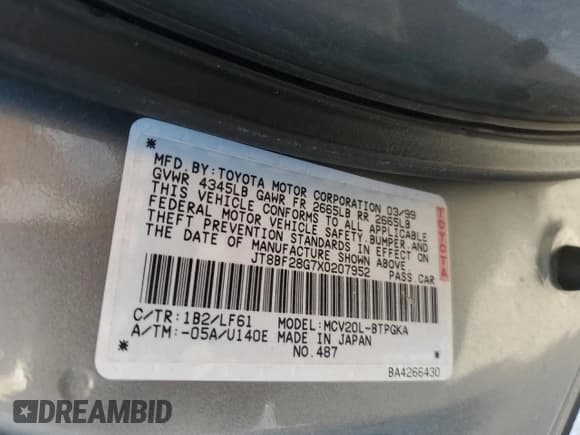 MFD. BY: TOYOTA MOTOR CORPORATION 03/99
GVWR 4345LB GAWR FR 2665LB RR 2665LB
THIS VEHICLE CONFORMS TO ALL APPLICABLE
FEDERAL MOTOR VEHICLE SAFETY, BUMPER, AND
THEFT PREVENTION STANDARDS IN EFFECT ON
THE DATE OF MANUFACTURE SHOWN ABOVE.
JT8BF28G7X0207952 PASS CAR
TOYOTA
C/TR: 1B2/LF61 MODEL: MCV20L-BTPGKA
A/TM: -05A/U140E MADE IN JAPAN
NO. 487
BA4266430
DREAMBID